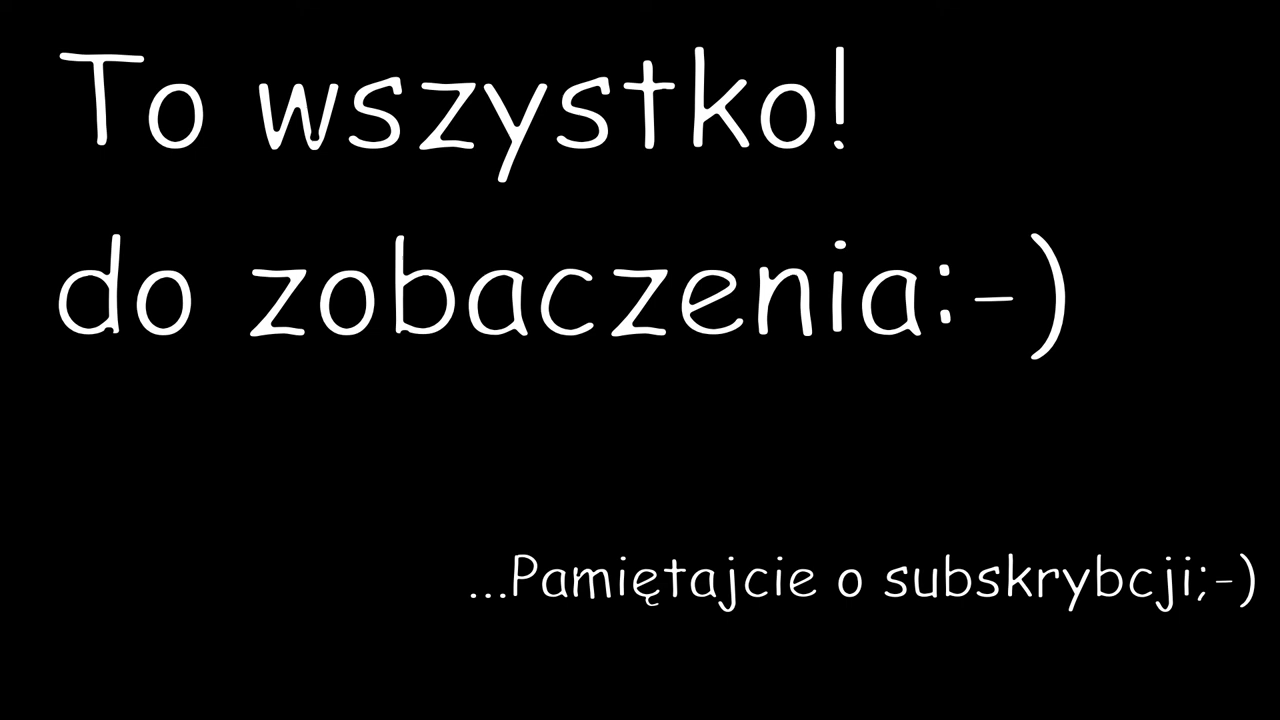 To wszystko!
do zobaczenia:-)
...Pamiętajcie o subskrybcji;-)